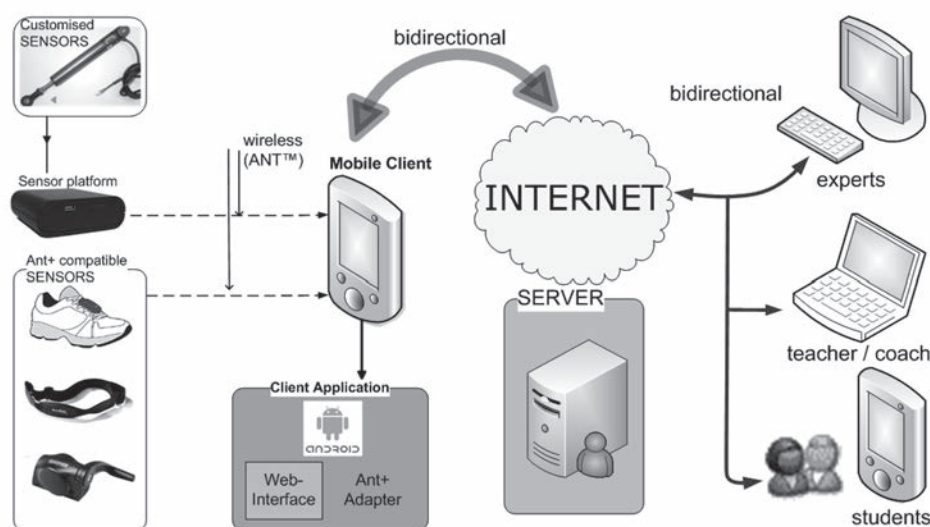 Customised
SENSORS
bidirectional
bidirectional
wireless
(ANT™)
Mobile Client
Sensor platform
INTERNET
experts
Ant+ compatible
SENSORS
SERVER
teacher / coach
Client Application
ANDROID
Web-
Interface
Ant+
Adapter
students